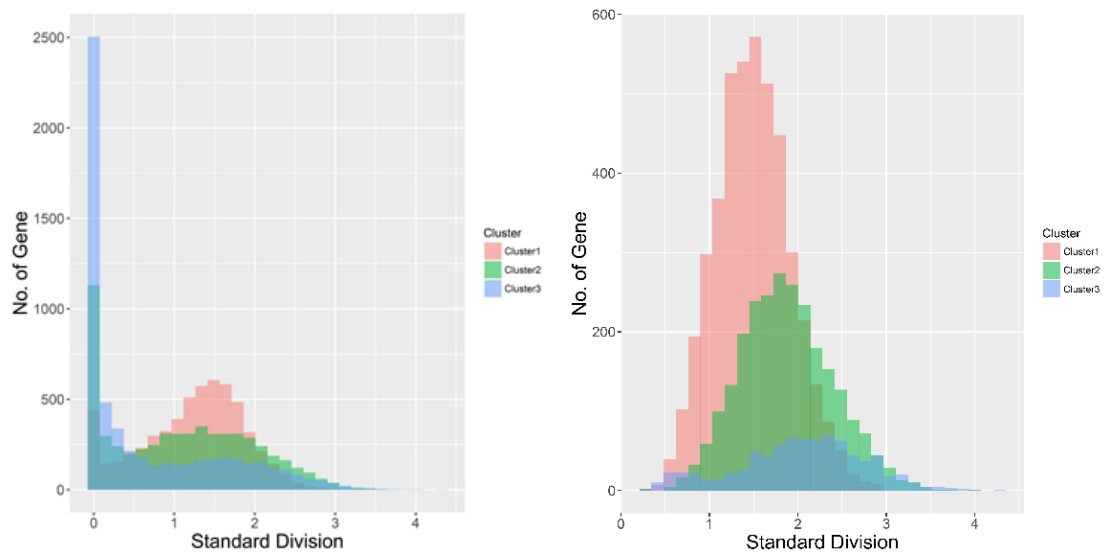 2500
2000
1500
1000
500
0
No. of Gene
0 1 2 3 4
Standard Division
Cluster
Cluster1
Cluster2
Cluster3
600
400
200
0
No. of Gene
0 1 2 3 4
Standard Division
Cluster
Cluster1
Cluster2
Cluster3